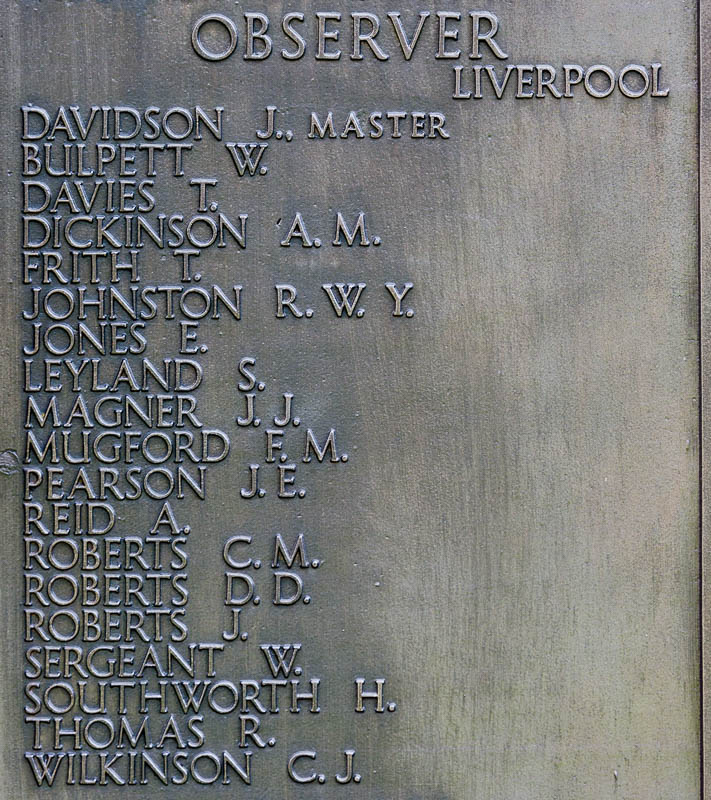 OBSERVER
LIVERPOOL
DAVIDSON J., MASTER
BULPETT W.
DAVIES T.
DICKINSON A. M.
FRITH T.
JOHNSTON R. W. Y.
JONES E.
LEYLAND S.
MAGNER J. J.
MUGFORD F. M.
PEARSON J. E.
REID A.
ROBERTS C. M.
ROBERTS D. D.
ROBERTS J.
SERGEANT W.
SOUTHWORTH H.
THOMAS R.
WILKINSON C. J.